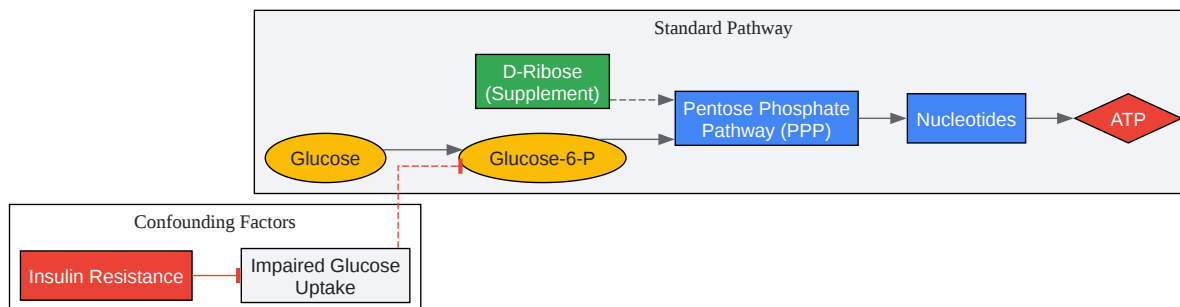 Standard Pathway
D-Ribose
(Supplement)
Pentose Phosphate
Pathway (PPP)
Nucleotides
ATP
Glucose
Glucose-6-P
Confounding Factors
Insulin Resistance
Impaired Glucose
Uptake